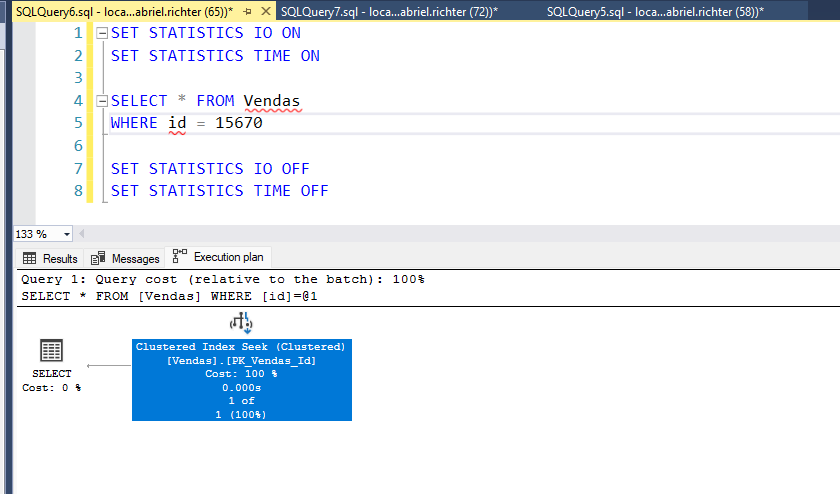 SQLQuery6.sql - loca...abriel.richter (65))*
SQLQuery7.sql - loca...abriel.richter (72))*
SQLQuery5.sql - loca...abriel.richter (58))*
1 SET STATISTICS IO ON
2 SET STATISTICS TIME ON
3
4 SELECT * FROM Vendas
5 WHERE id = 15670
6
7 SET STATISTICS IO OFF
8 SET STATISTICS TIME OFF
133 %
Results Messages Execution plan
Query 1: Query cost (relative to the batch): 100%
SELECT * FROM [Vendas] WHERE [id]=@1
Clustered Index Seek (Clustered)
[Vendas].[PK_Vendas_Id]
Cost: 100 %
0.000s
1 of
1 (100%)
SELECT
Cost: 0 %